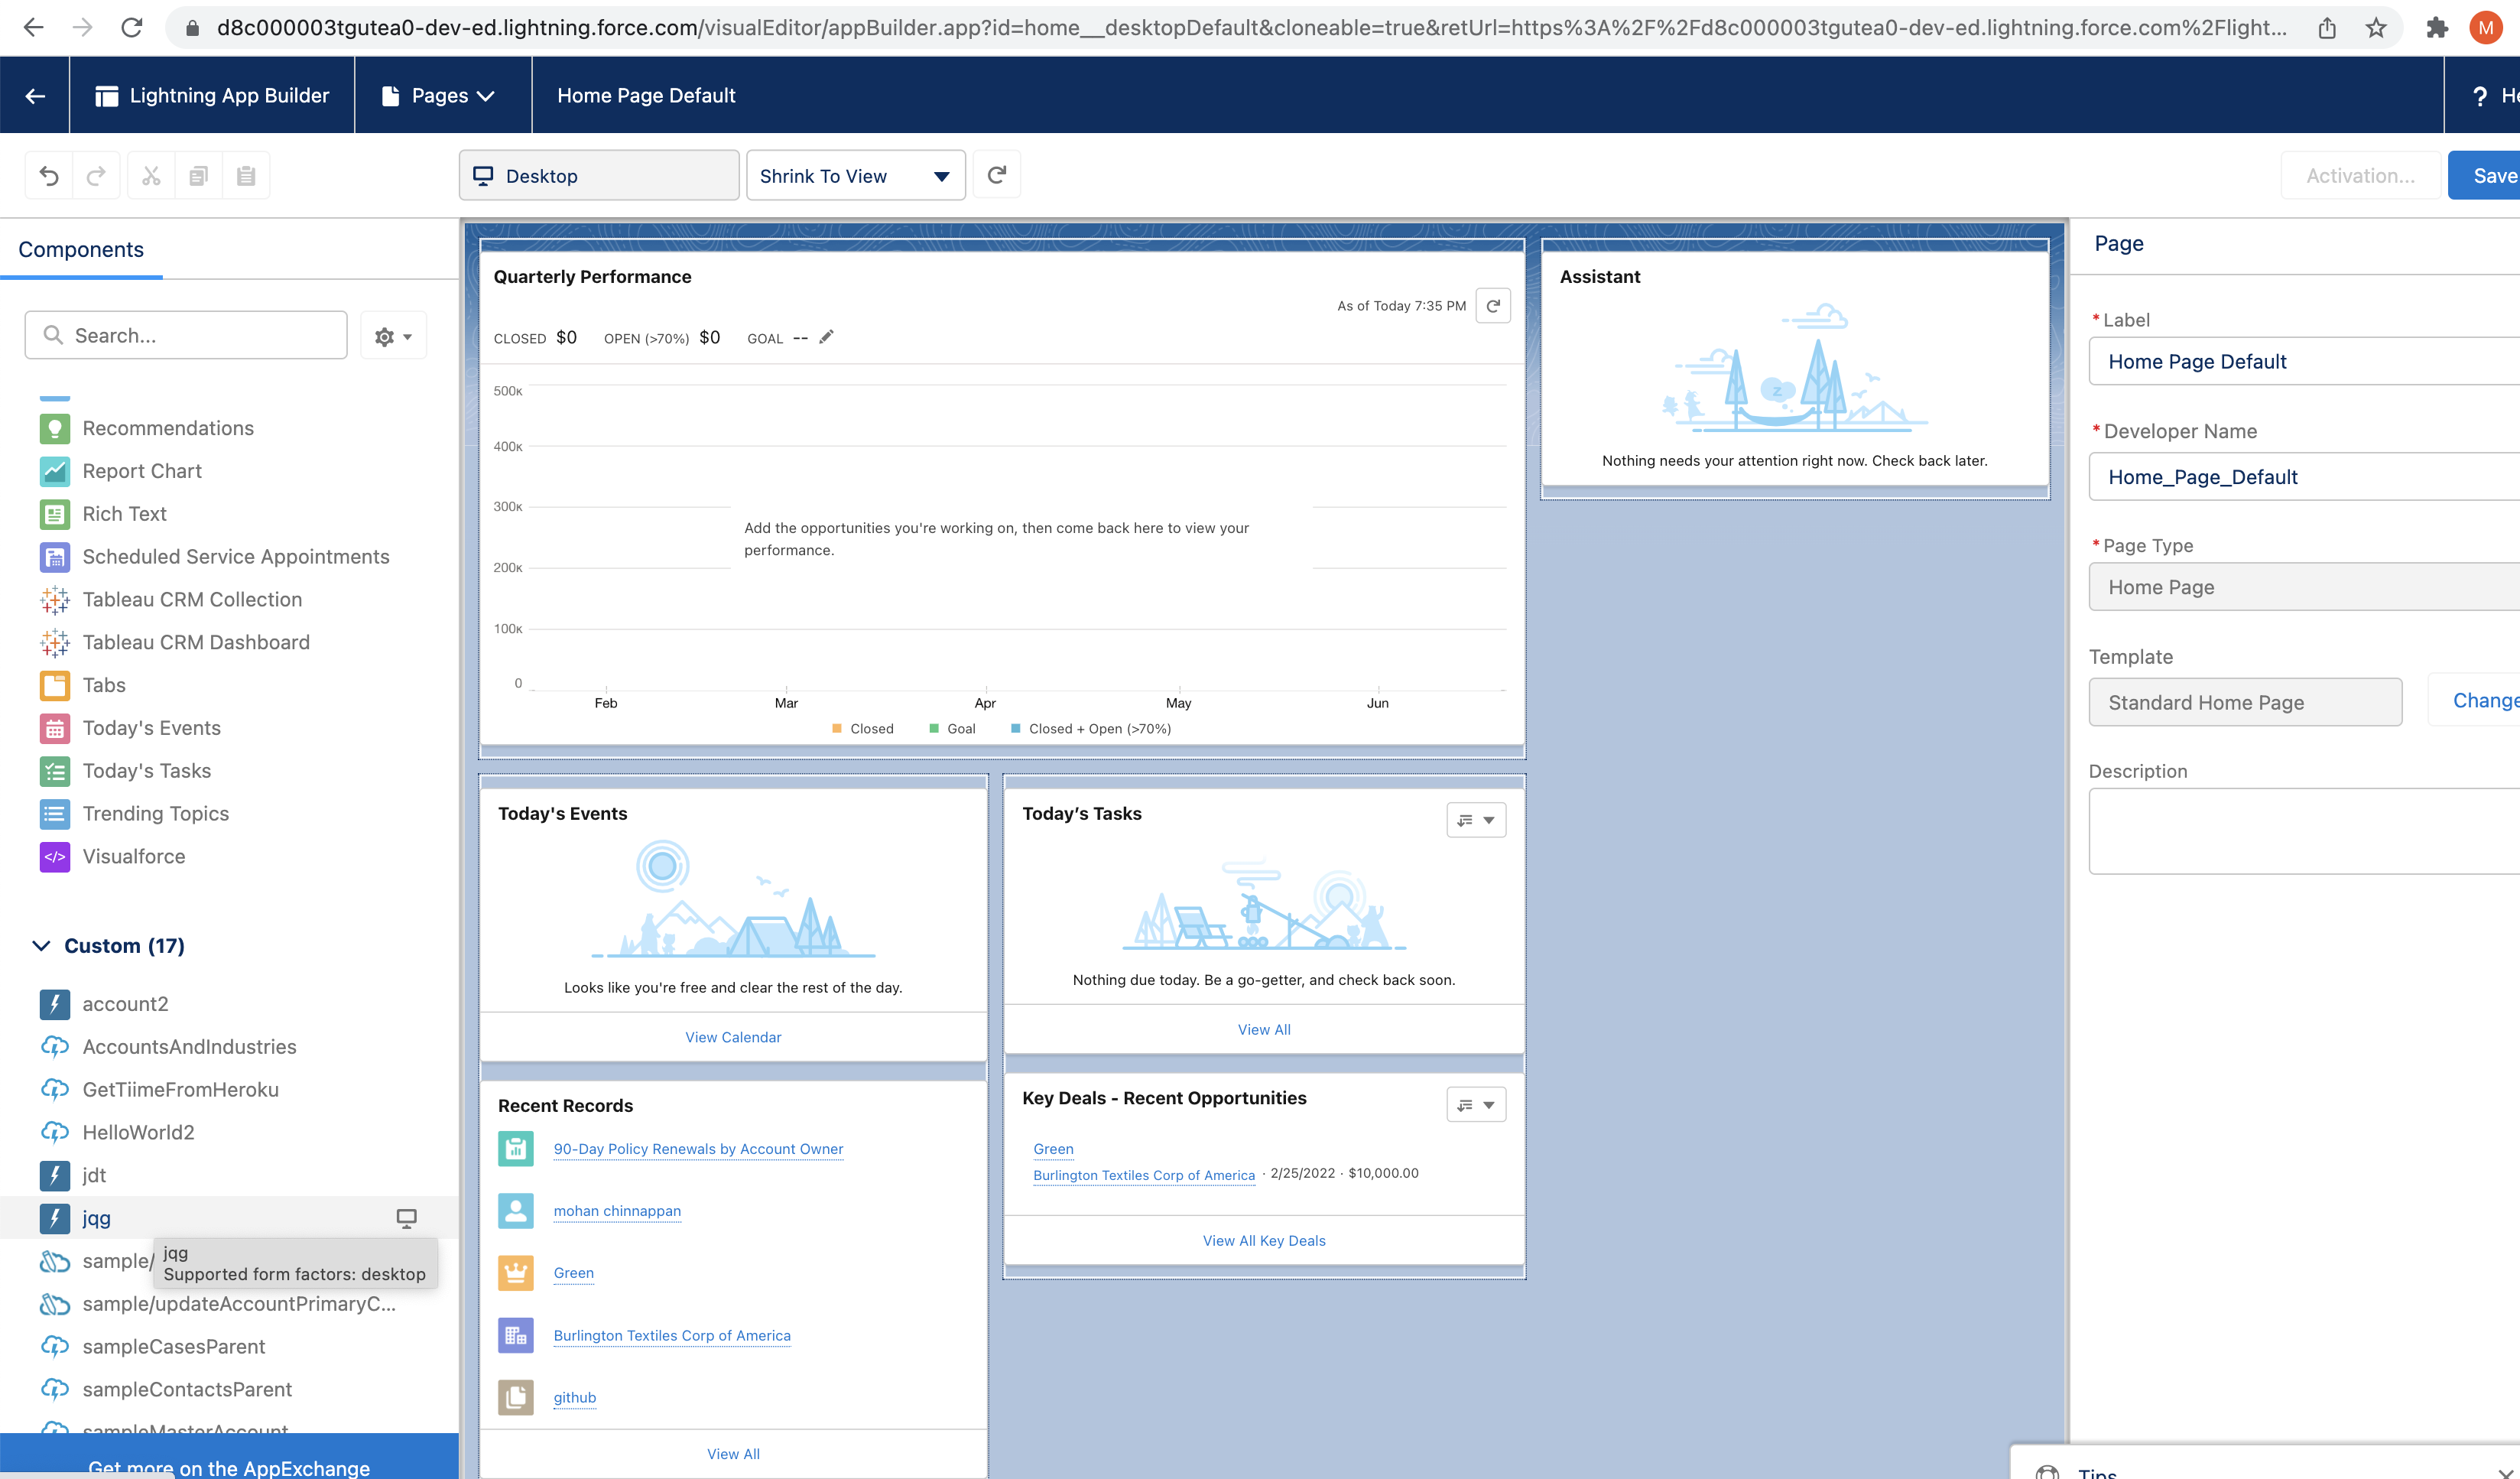 d8c000003tgutea0-dev-ed.lightning.force.com/visualEditor/appBuilder.app?id=home__desktopDefault&cloneable=true&retUrl=https%3A%2F%2Fd8c000003tgutea0-dev-ed.lightning.force.com%2Flight...
M
Lightning App Builder
Pages
Home Page Default
? He
Desktop
Shrink To View
Activation...
Save
Components
Search...
Recommendations
Report Chart
Rich Text
Scheduled Service Appointments
Tableau CRM Collection
Tableau CRM Dashboard
Tabs
Today's Events
Today's Tasks
Trending Topics
Visualforce
Custom (17)
account2
AccountsAndIndustries
GetTiimeFromHeroku
HelloWorld2
jdt
jqg
sample/
jqg
Supported form factors: desktop
sample/updateAccountPrimaryC...
sampleCasesParent
sampleContactsParent
sampleMasterAccount
Get more on the AppExchange
Quarterly Performance
As of Today 7:35 PM
CLOSED $0 OPEN (>70%) $0 GOAL --
500K
400K
300K
200K
100K
0
Add the opportunities you're working on, then come back here to view your
performance.
Feb Mar Apr May Jun
Closed Goal Closed + Open (>70%)
Assistant
Z
Nothing needs your attention right now. Check back later.
Today's Events
Looks like you're free and clear the rest of the day.
View Calendar
Today’s Tasks
Nothing due today. Be a go-getter, and check back soon.
View All
Recent Records
90-Day Policy Renewals by Account Owner
mohan chinnappan
Green
Burlington Textiles Corp of America
github
View All
Key Deals - Recent Opportunities
Green
Burlington Textiles Corp of America · 2/25/2022 · $10,000.00
View All Key Deals
Page
*Label
Home Page Default
*Developer Name
Home_Page_Default
*Page Type
Home Page
Template
Standard Home Page
Change
Description
Tips